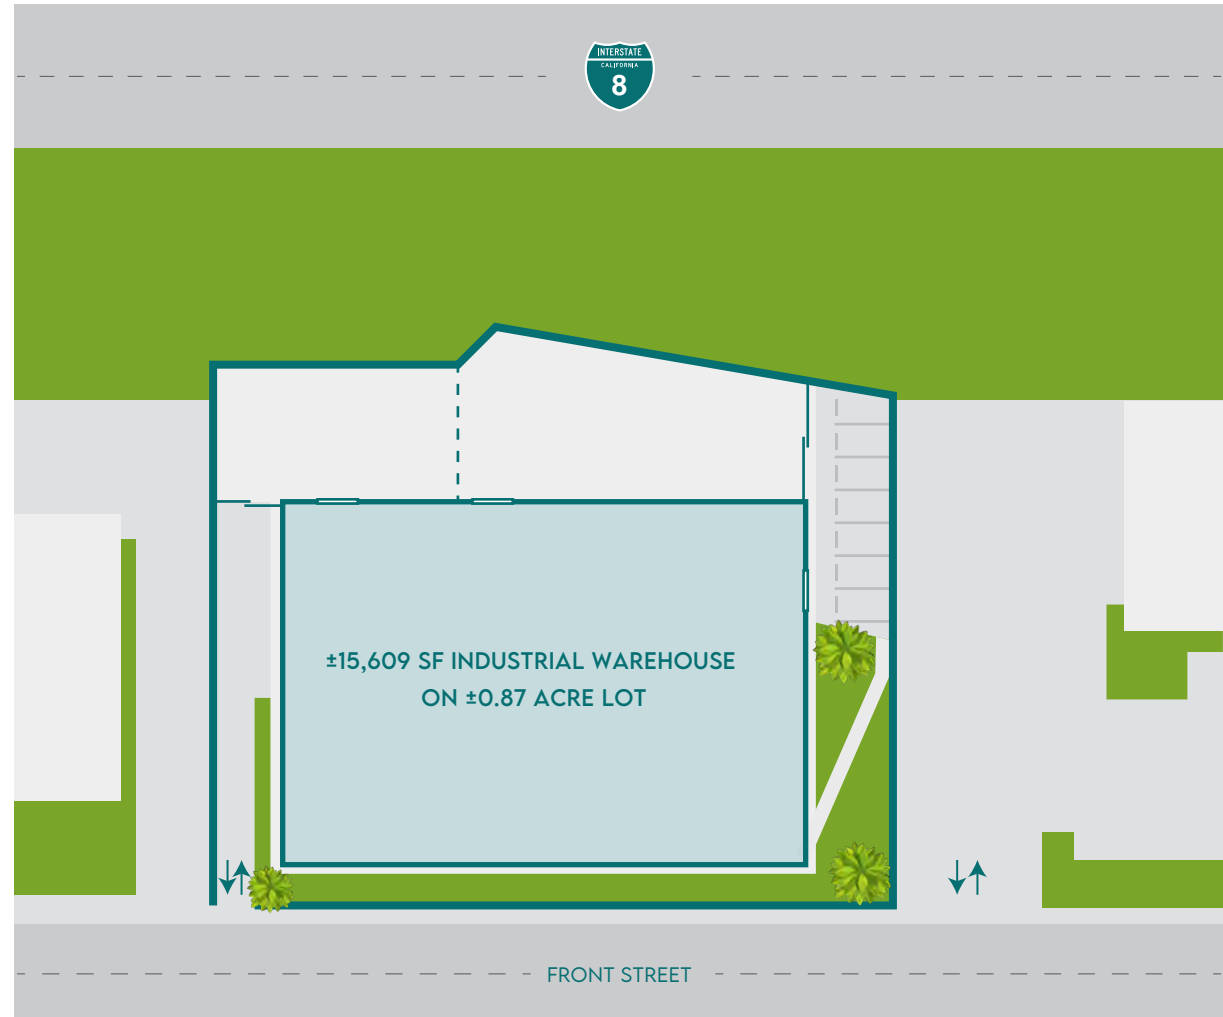 INTERSTATE
CALIFORNIA
8
±15,609 SF INDUSTRIAL WAREHOUSE
ON ±0.87 ACRE LOT
FRONT STREET